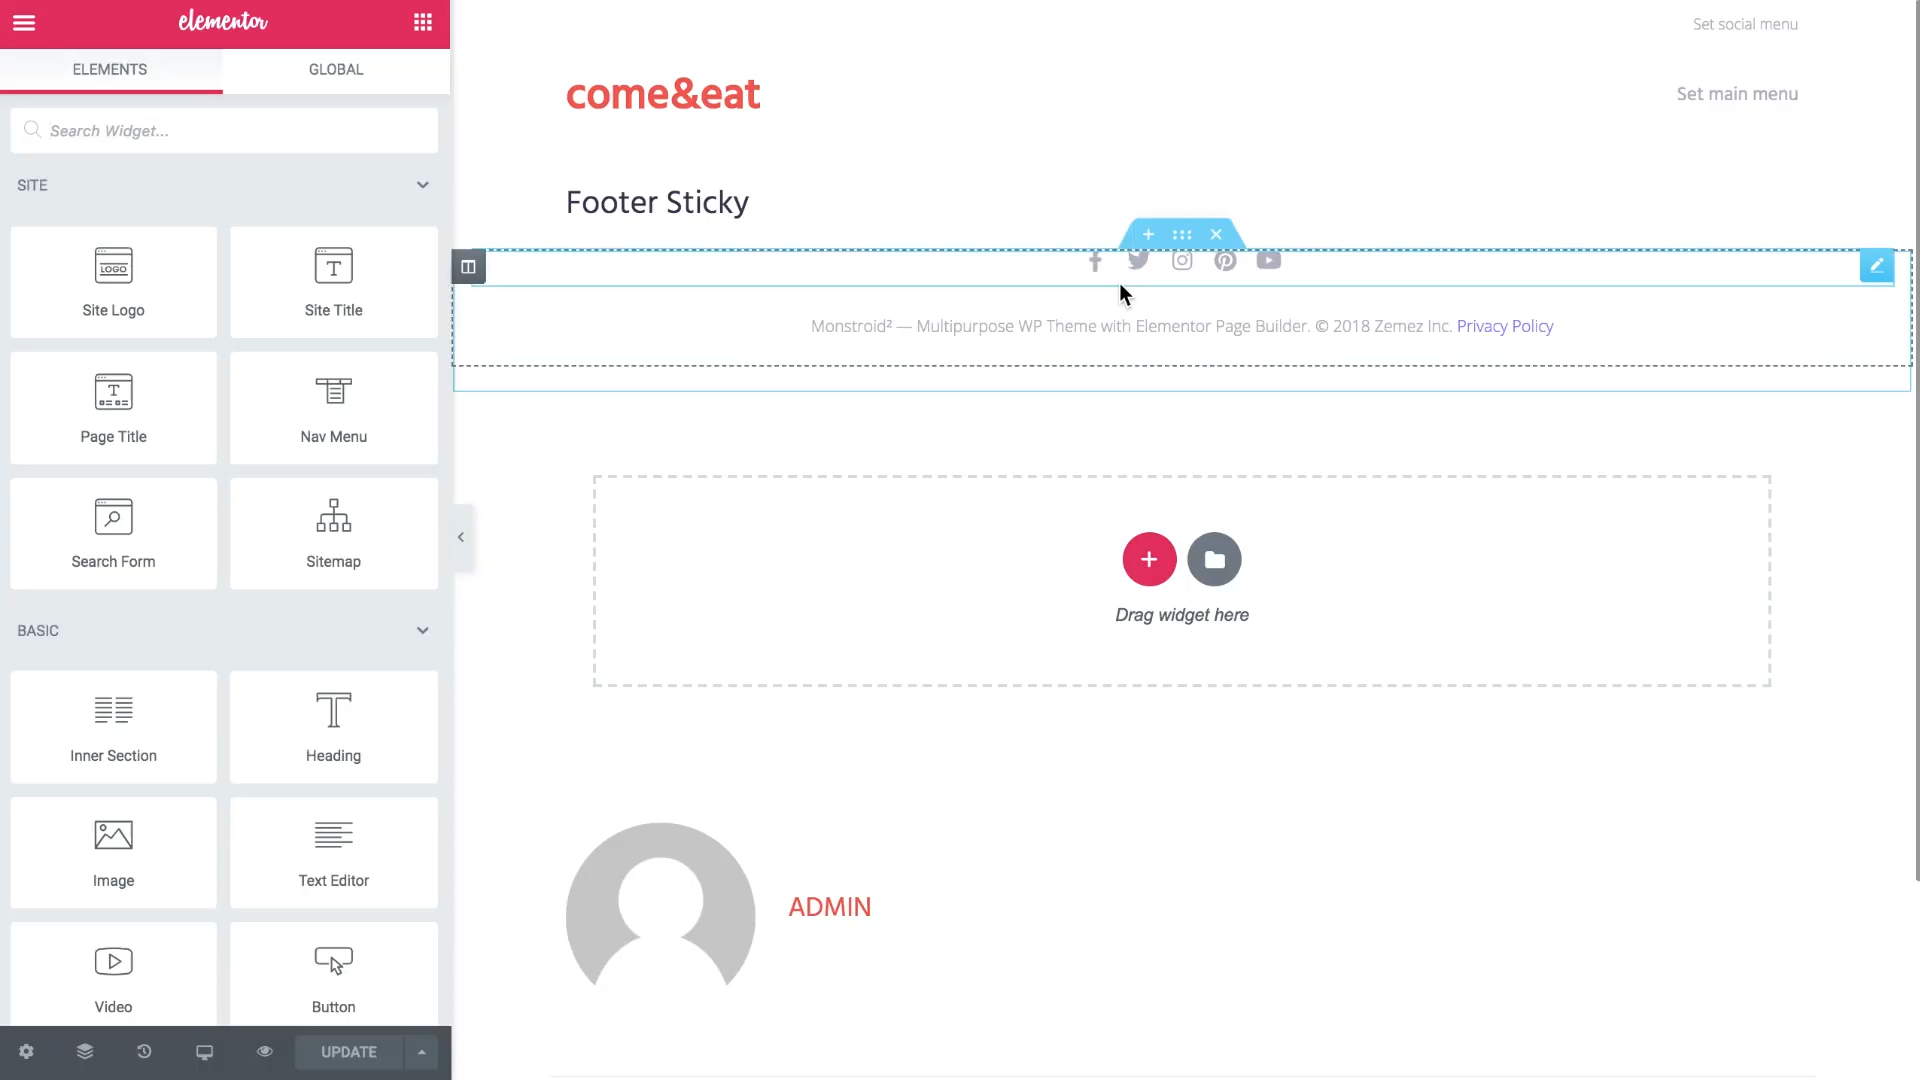 elementor
ELEMENTS
GLOBAL
Search Widget...
SITE
LOGO
Site Logo
Site Title
Page Title
Nav Menu
Search Form
Sitemap
BASIC
Inner Section
Heading
Image
Text Editor
Video
Button
UPDATE
Set social menu
come&eat
Set main menu
Footer Sticky
Monstroid² — Multipurpose WP Theme with Elementor Page Builder. © 2018 Zemez Inc. Privacy Policy
Drag widget here
ADMIN